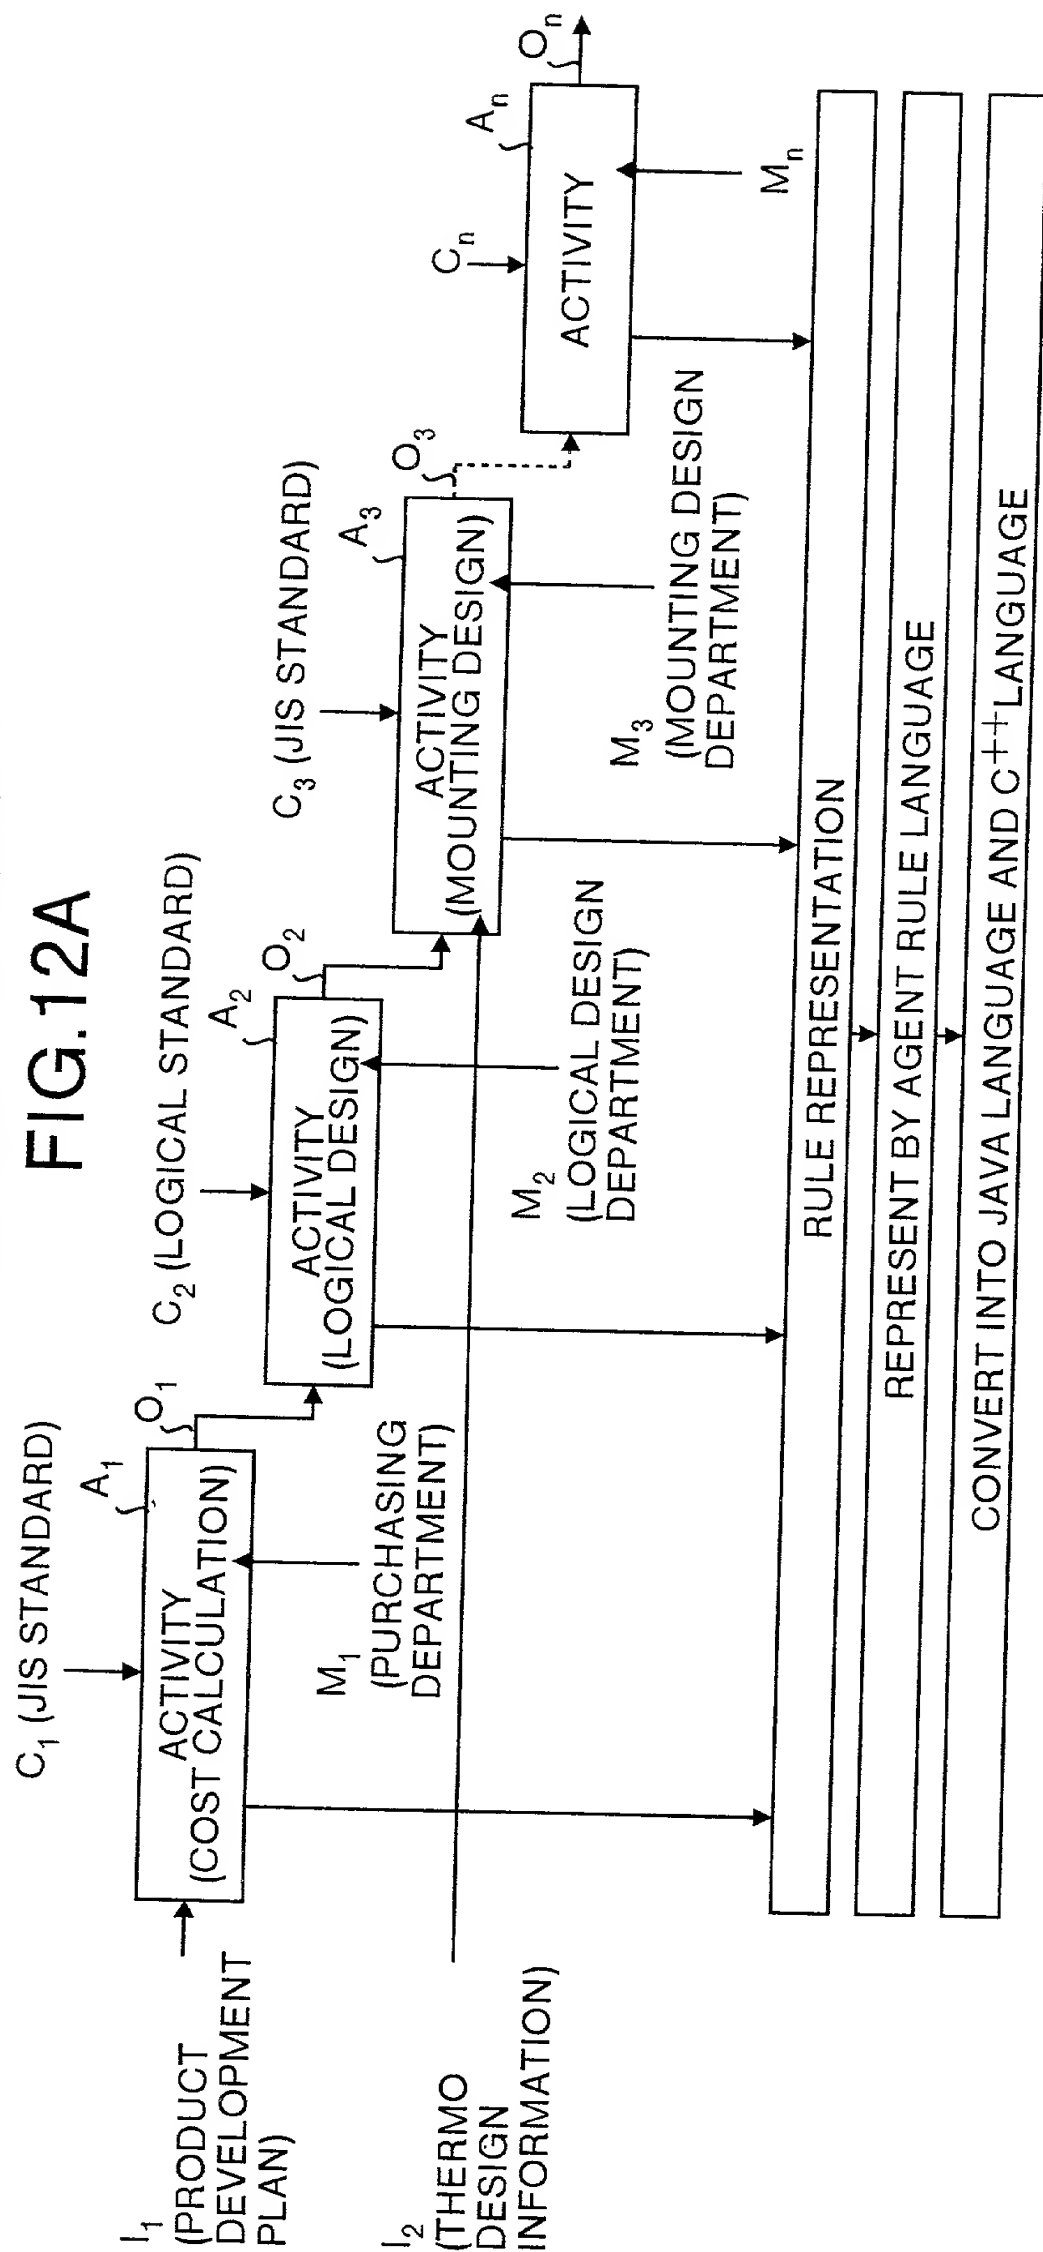 FIG.12A
I1
(PRODUCT
DEVELOPMENT
PLAN)
C1 (JIS STANDARD)
A1
ACTIVITY
(COST CALCULATION)
O1
M1
(PURCHASING
DEPARTMENT)
C2 (LOGICAL STANDARD)
A2
ACTIVITY
(LOGICAL DESIGN)
O2
M2
(LOGICAL DESIGN
DEPARTMENT)
C3 (JIS STANDARD)
A3
ACTIVITY
(MOUNTING DESIGN)
O3
M3
(MOUNTING DESIGN
DEPARTMENT)
Cn
An
ACTIVITY
On
Mn
I2
(THERMO
DESIGN
INFORMATION)
RULE REPRESENTATION
REPRESENT BY AGENT RULE LANGUAGE
CONVERT INTO JAVA LANGUAGE AND C++ LANGUAGE